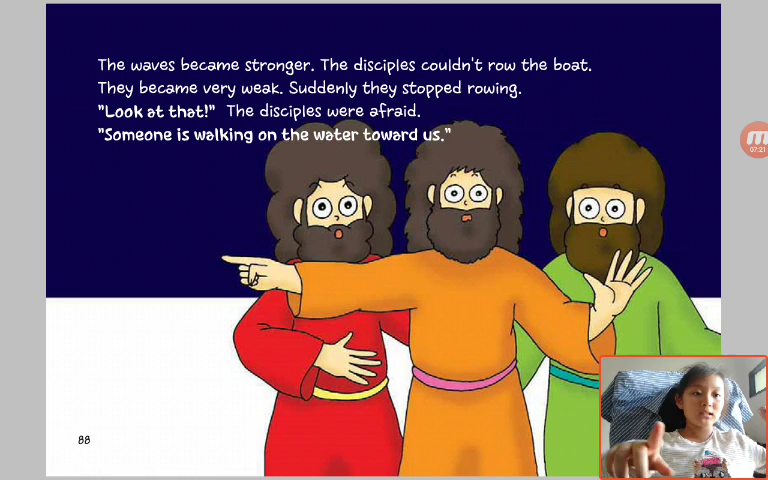 The waves became stronger. The disciples couldn't row the boat.
They became very weak. Suddenly they stopped rowing.
"Look at that!" The disciples were afraid.
"Someone is walking on the water toward us."
88
07:21